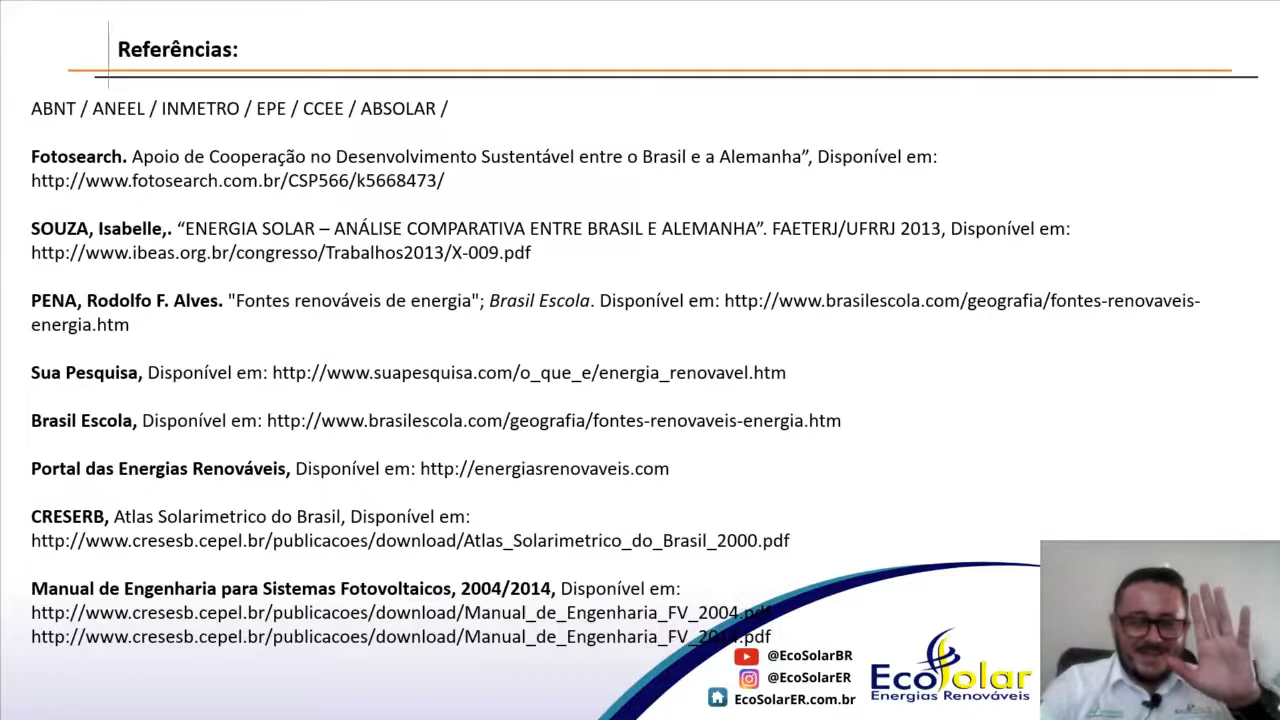 Referências:
ABNT / ANEEL / INMETRO / EPE / CCEE / ABSOLAR /
Fotosearch. Apoio de Cooperação no Desenvolvimento Sustentável entre o Brasil e a Alemanha”, Disponível em:
http://www.fotosearch.com.br/CSP566/k5668473/
SOUZA, Isabelle,. “ENERGIA SOLAR – ANÁLISE COMPARATIVA ENTRE BRASIL E ALEMANHA”. FAETERJ/UFRRJ 2013, Disponível em:
http://www.ibeas.org.br/congresso/Trabalhos2013/X-009.pdf
PENA, Rodolfo F. Alves. "Fontes renováveis de energia"; Brasil Escola. Disponível em: http://www.brasilescola.com/geografia/fontes-renovaveis-
energia.htm
Sua Pesquisa, Disponível em: http://www.suapesquisa.com/o_que_e/energia_renovavel.htm
Brasil Escola, Disponível em: http://www.brasilescola.com/geografia/fontes-renovaveis-energia.htm
Portal das Energias Renováveis, Disponível em: http://energiasrenovaveis.com
CRESERB, Atlas Solarimetrico do Brasil, Disponível em:
http://www.cresesb.cepel.br/publicacoes/download/Atlas_Solarimetrico_do_Brasil_2000.pdf
Manual de Engenharia para Sistemas Fotovoltaicos, 2004/2014, Disponível em:
http://www.cresesb.cepel.br/publicacoes/download/Manual_de_Engenharia_FV_2004.pdf
http://www.cresesb.cepel.br/publicacoes/download/Manual_de_Engenharia_FV_2014.pdf
@EcoSolarBR
@EcoSolarER
EcoSolarER.com.br
EcoSolar
Energias Renováveis